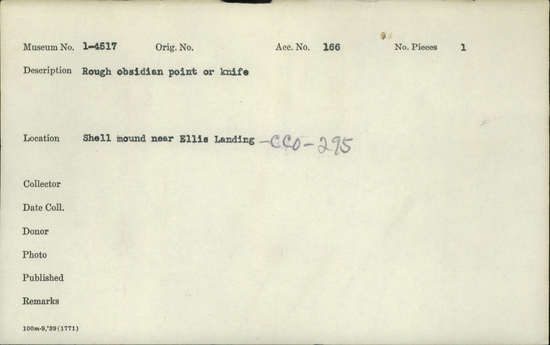 Museum No. 1-4517 Orig. No. Acc. No. 166 No. Pieces 1
Description Rough obsidian point or knife
Location Shell mound near Ellis Landing -CCO-295
Collector
Date Coll.
Donor
Photo
Published
Remarks
100m-9,'39(1771)